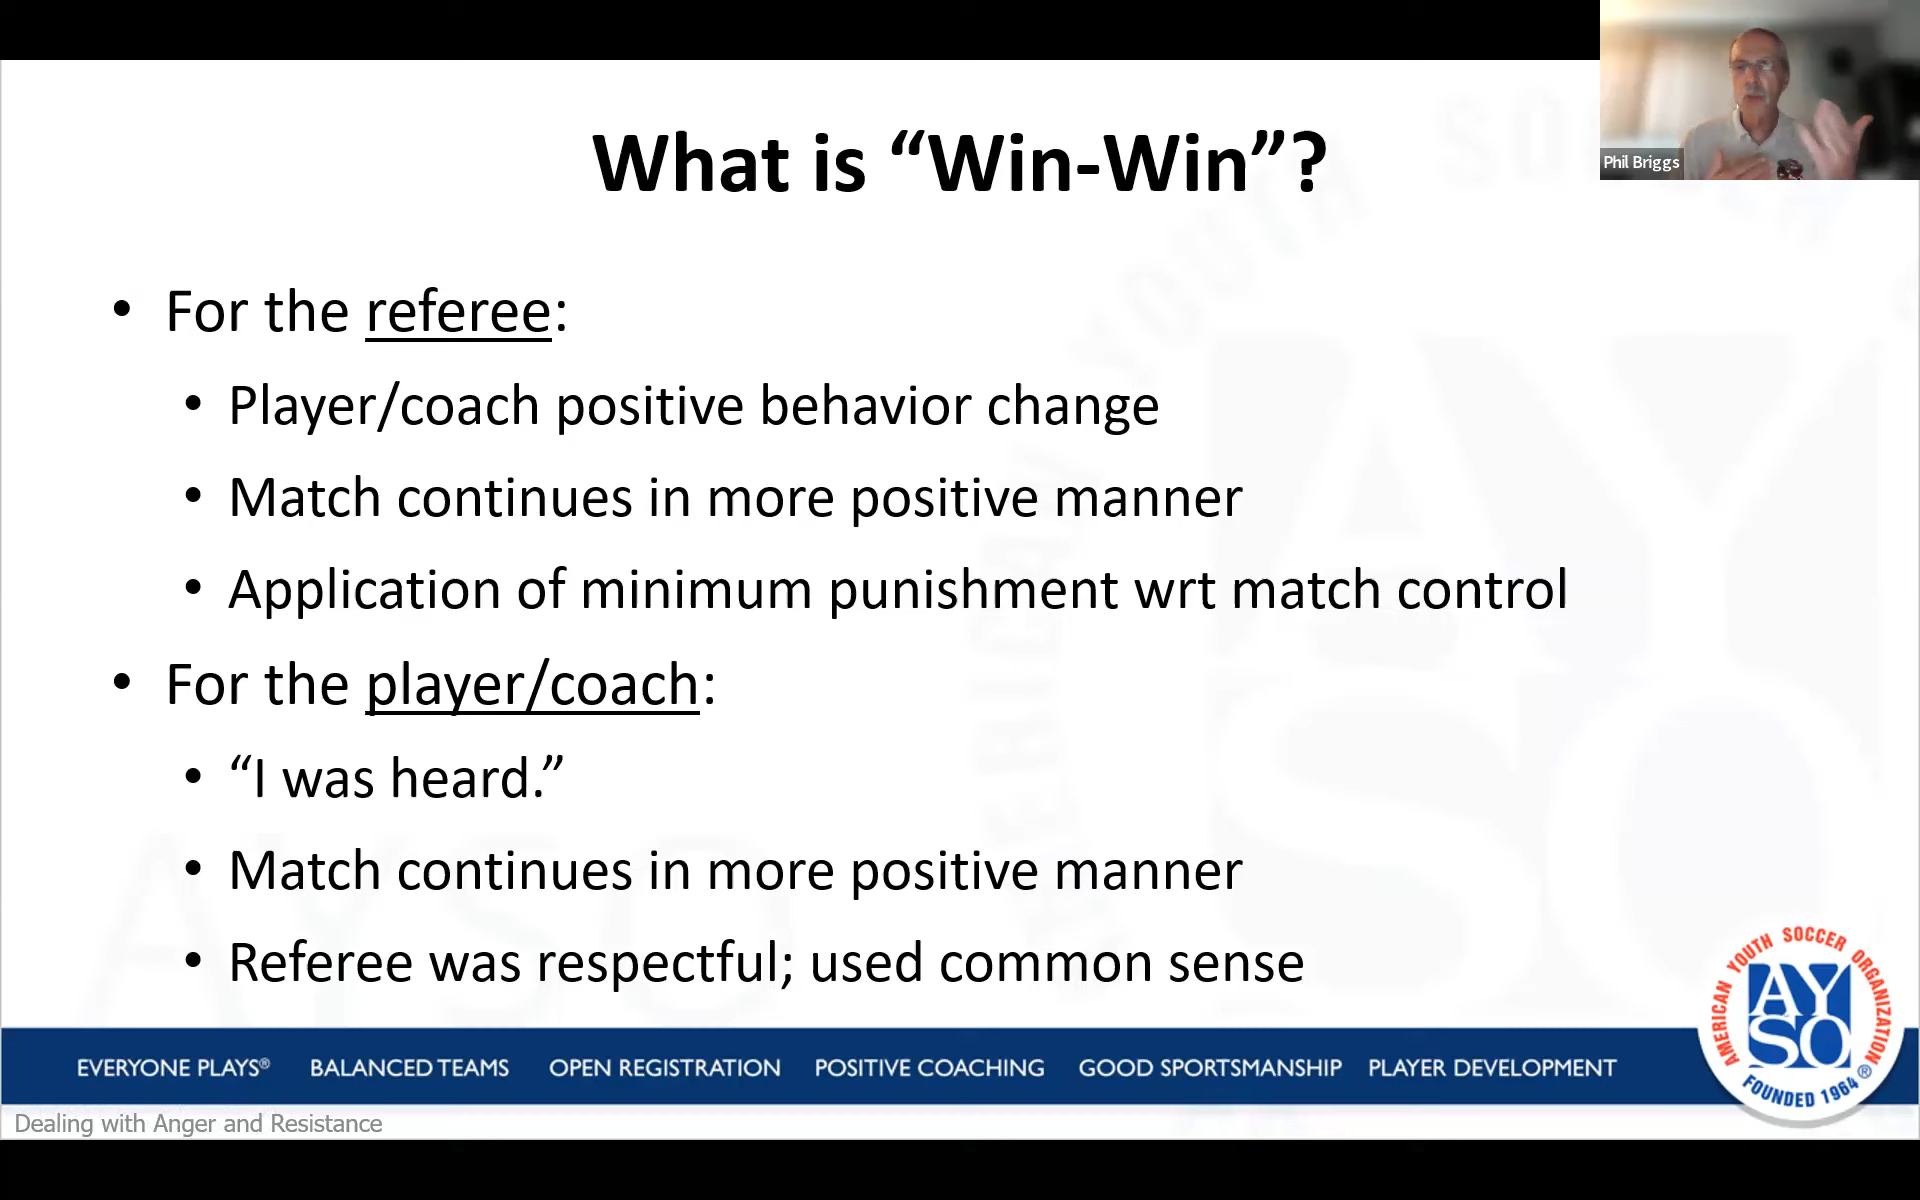 What is “Win-Win”?
Phil Briggs
• For the referee:
• Player/coach positive behavior change
• Match continues in more positive manner
• Application of minimum punishment wrt match control
• For the player/coach:
• “I was heard.”
• Match continues in more positive manner
• Referee was respectful; used common sense
EVERYONE PLAYS® BALANCED TEAMS OPEN REGISTRATION POSITIVE COACHING GOOD SPORTSMANSHIP PLAYER DEVELOPMENT
AMERICAN YOUTH SOCCER ORGANIZATION
AY
SO
®
FOUNDED 1964
Dealing with Anger and Resistance